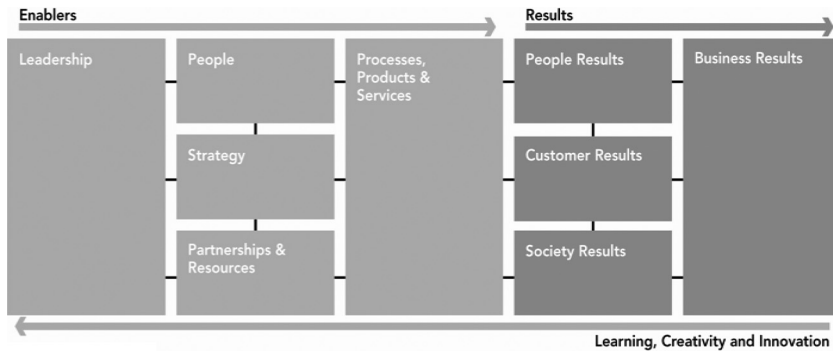 Enablers
Results
Leadership
People
Processes,
Products &
Services
People Results
Business Results
Strategy
Customer Results
Partnerships &
Resources
Society Results
Learning, Creativity and Innovation